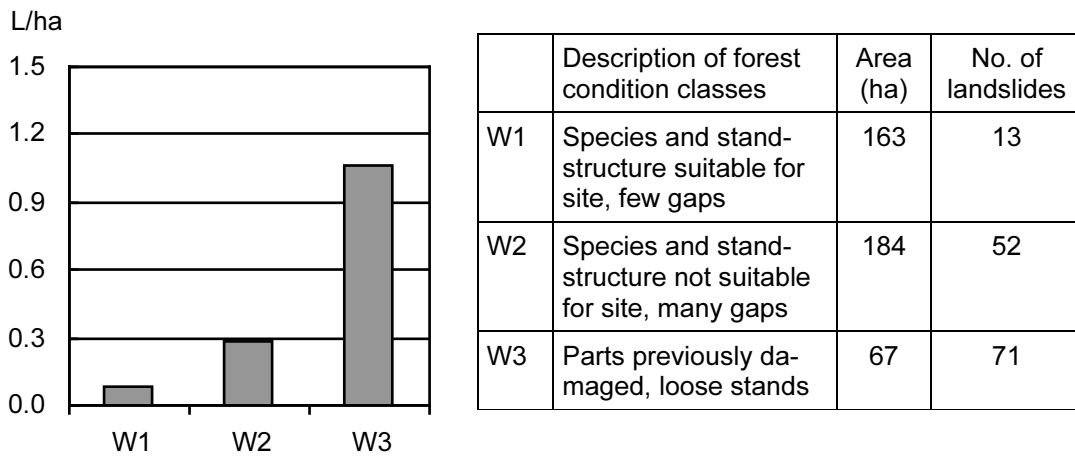 L/ha
1.5
1.2
0.9
0.6
0.3
0.0
W1 W2 W3
Description of forest
condition classes
Area
(ha)
No. of
landslides
W1
Species and stand-
structure suitable for
site, few gaps
163
13
W2
Species and stand-
structure not suitable
for site, many gaps
184
52
W3
Parts previously da-
maged, loose stands
67
71